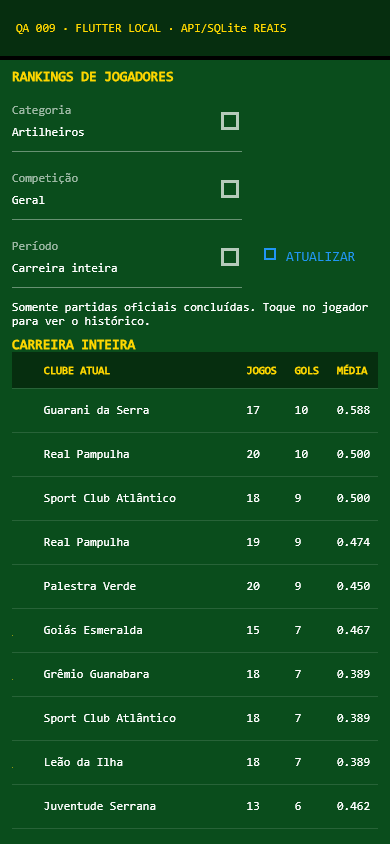 QA 009 · FLUTTER LOCAL · API/SQLite REAIS
RANKINGS DE JOGADORES
Categoria
Artilheiros
Competição
Geral
Período
Carreira inteira
ATUALIZAR
Somente partidas oficiais concluídas. Toque no jogador
para ver o histórico.
CARREIRA INTEIRA
CLUBE ATUAL JOGOS GOLS MÉDIA
Guarani da Serra 17 10 0.588
Real Pampulha 20 10 0.500
Sport Club Atlântico 18 9 0.500
Real Pampulha 19 9 0.474
Palestra Verde 20 9 0.450
Goiás Esmeralda 15 7 0.467
Grêmio Guanabara 18 7 0.389
Sport Club Atlântico 18 7 0.389
Leão da Ilha 18 7 0.389
Juventude Serrana 13 6 0.462